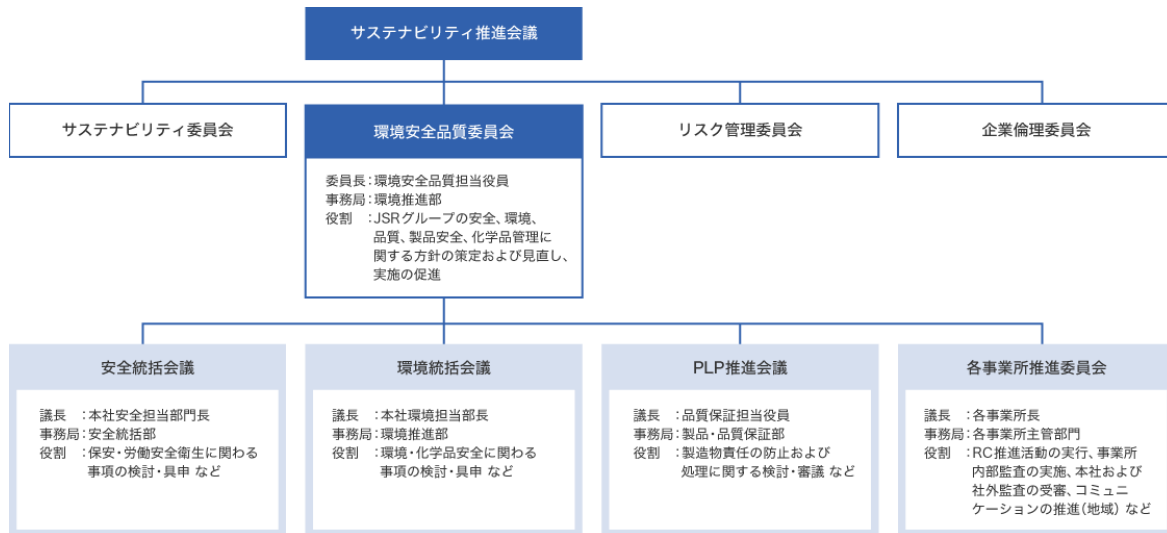 サステナビリティ推進会議
サステナビリティ委員会
環境安全品質委員会
委員長：環境安全品質担当役員
事務局：環境推進部
役割　：JSRグループの安全、環境、
品質、製品安全、化学品管理に
関する方針の策定および見直し、
実施の促進
リスク管理委員会
企業倫理委員会
安全統括会議
議長　：本社安全担当部門長
事務局：安全統括部
役割　：保安・労働安全衛生に関わる
事項の検討・具申 など
環境統括会議
議長　：本社環境担当部長
事務局：環境推進部
役割　：環境・化学品安全に関わる
事項の検討・具申 など
PLP推進会議
議長　：品質保証担当役員
事務局：製品・品質保証部
役割　：製造物責任の防止および
処理に関する検討・審議 など
各事業所推進委員会
議長　：各事業所長
事務局：各事業所主管部門
役割　：RC推進活動の実行、事業所
内部監査の実施、本社および
社外監査の受審、コミュニ
ケーションの推進（地域） など